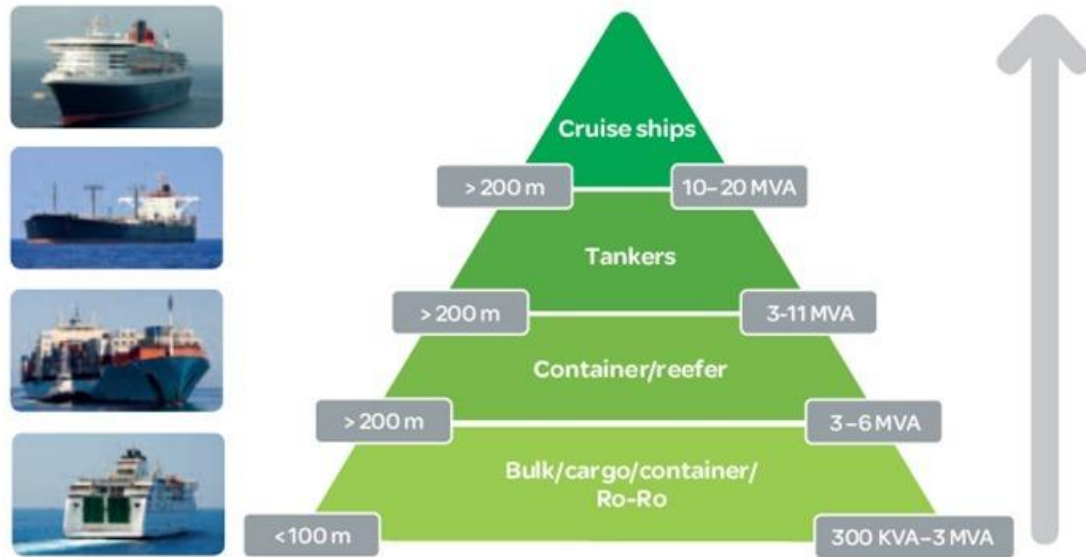 Cruise ships
> 200 m
10–20 MVA
Tankers
> 200 m
3-11 MVA
Container/reefer
> 200 m
3–6 MVA
Bulk/cargo/container/
Ro-Ro
<100 m
300 KVA–3 MVA